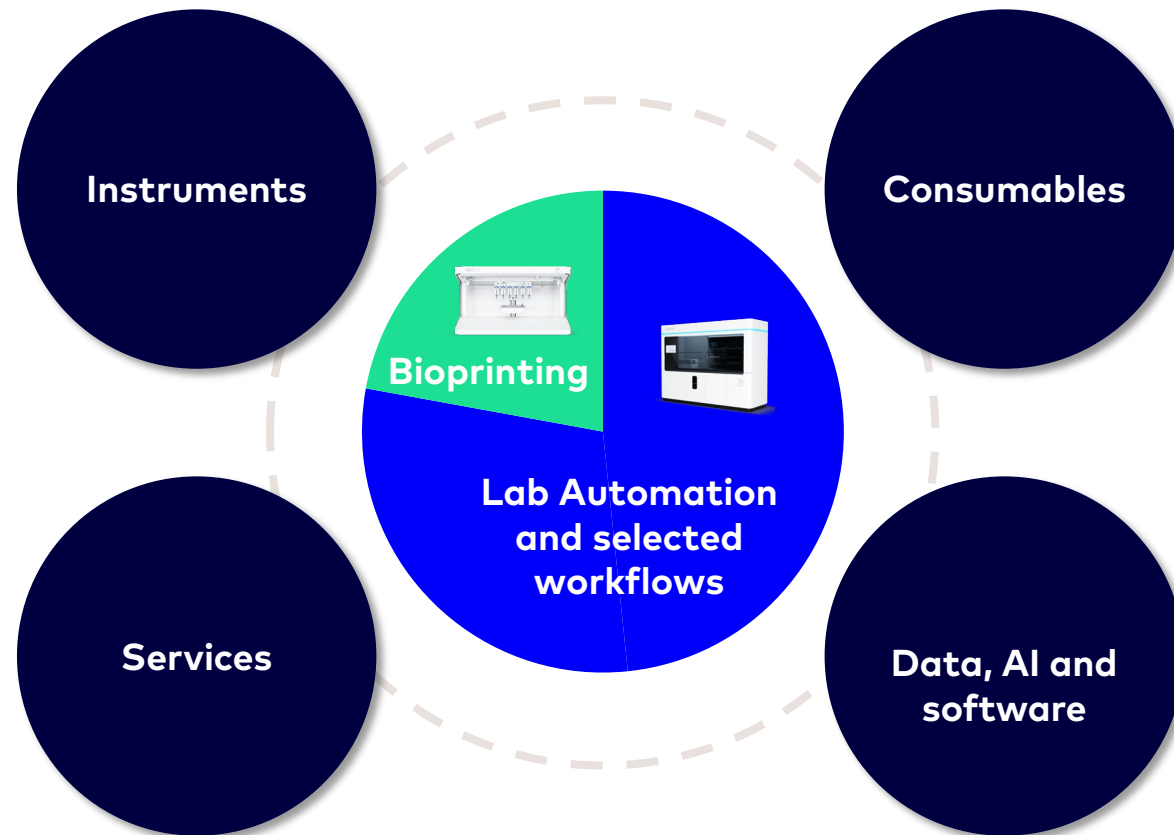 Instruments
Consumables
Bioprinting
Lab Automation
and selected
workflows
Services
Data, AI and
software